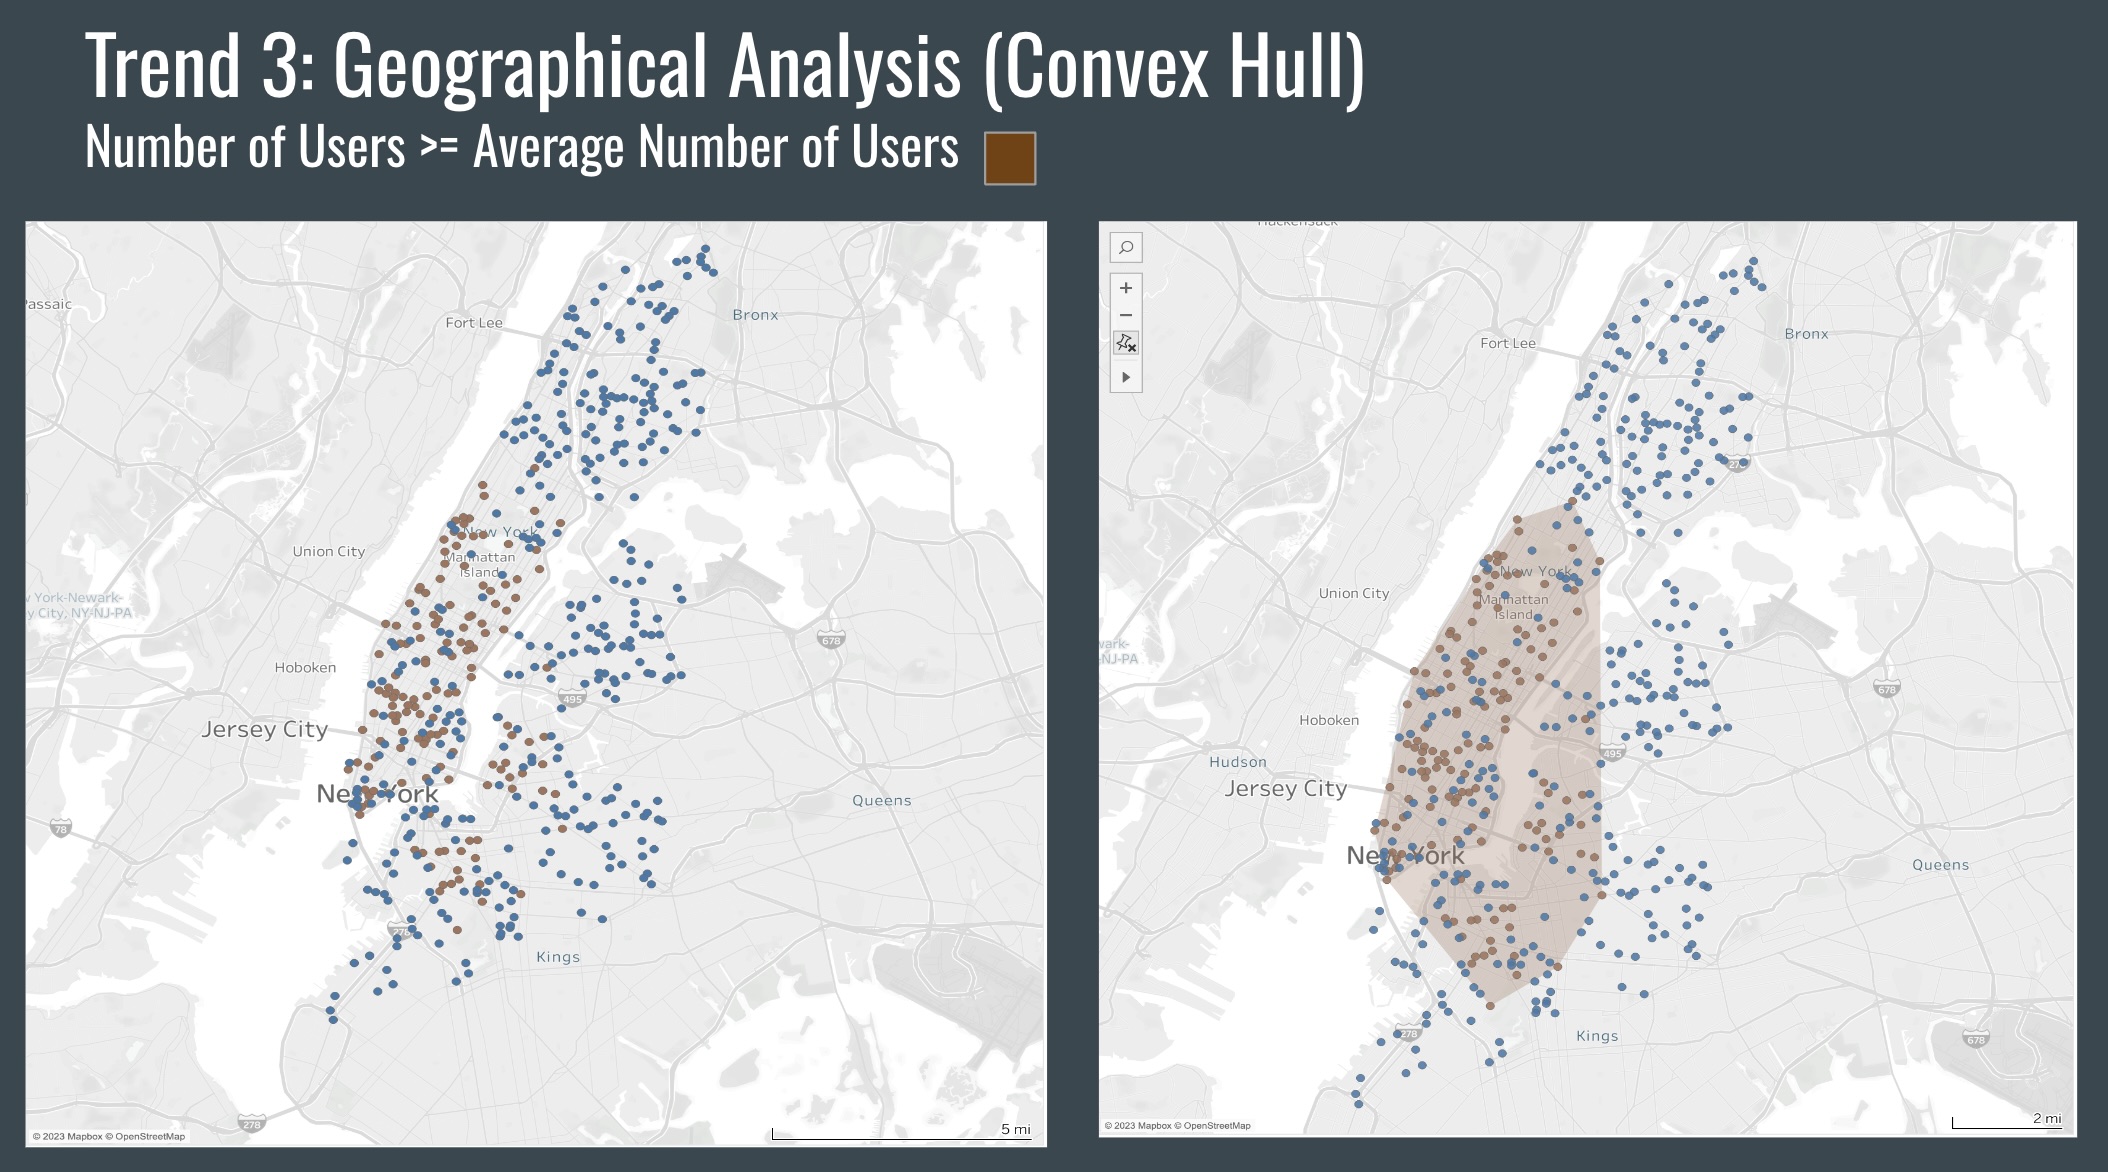 Trend 3: Geographical Analysis (Convex Hull)
Number of Users >= Average Number of Users
Passaic
Fort Lee
Bronx
Union City
New York
Manhattan
Island
w York-Newark-
y City, NY-NJ-PA
678
Hoboken
495
Jersey City
New York
78
Queens
278
Kings
278
© 2023 Mapbox © OpenStreetMap
5 mi
Hackensack
Bronx
Fort Lee
278
New York
Union City
Manhattan
Island
wark-
-NJ-PA
678
Hoboken
495
Hudson
Jersey City
New York
Queens
278
Kings
678
© 2023 Mapbox © OpenStreetMap
2 mi